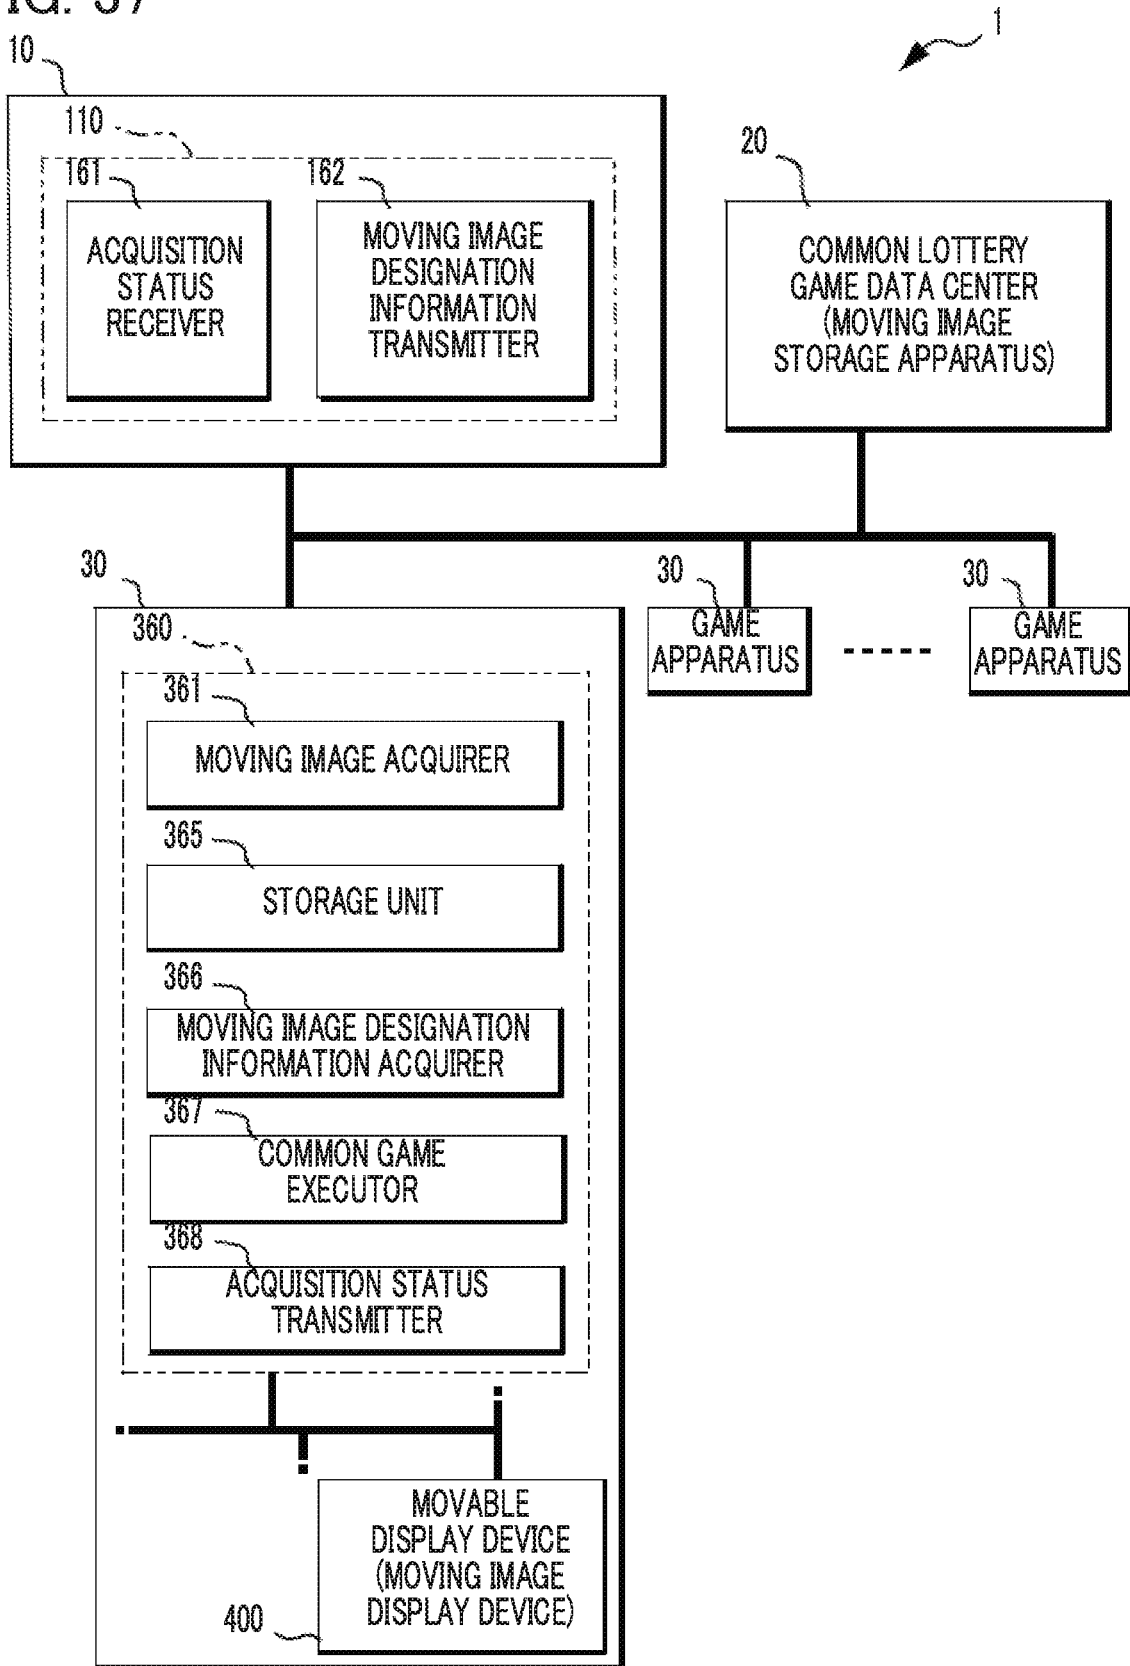 FIG. 37
1
10
110
161
162
20
ACQUISITION
STATUS
RECEIVER
MOVING IMAGE
DESIGNATION
INFORMATION
TRANSMITTER
COMMON LOTTERY
GAME DATA CENTER
(MOVING IMAGE
STORAGE APPARATUS)
30
30
30
GAME
APPARATUS
GAME
APPARATUS
360
361
MOVING IMAGE ACQUIRER
365
STORAGE UNIT
366
MOVING IMAGE DESIGNATION
INFORMATION ACQUIRER
367
COMMON GAME
EXECUTOR
368
ACQUISITION STATUS
TRANSMITTER
MOVABLE
DISPLAY DEVICE
(MOVING IMAGE
DISPLAY DEVICE)
400